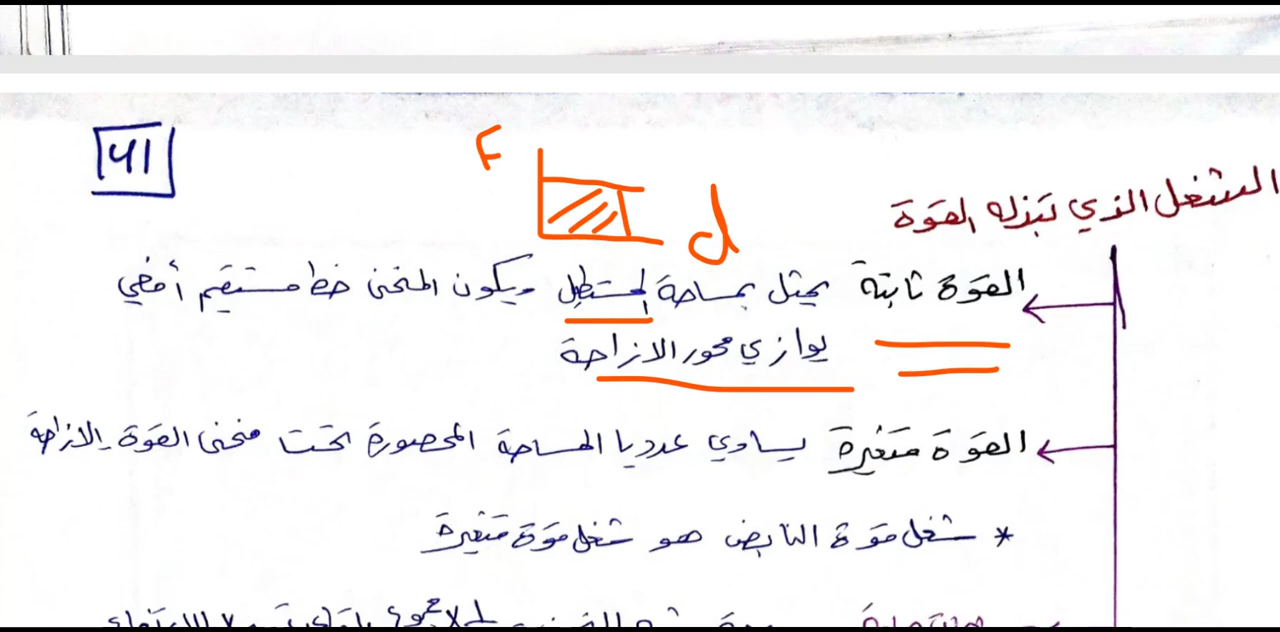 41
F
d
الشغل الذي تبذله القوة
القوة ثابتة يمثل بمساحة المستطيل ويكون المنحنى خط مستقيم أفقي
يوازي محور الازاحة
القوة متغيرة يساوي عدديا المساحة المحصورة تحت منحنى القوة - الازاحة
* شغل قوة النابض هو شغل قوة متغيرة